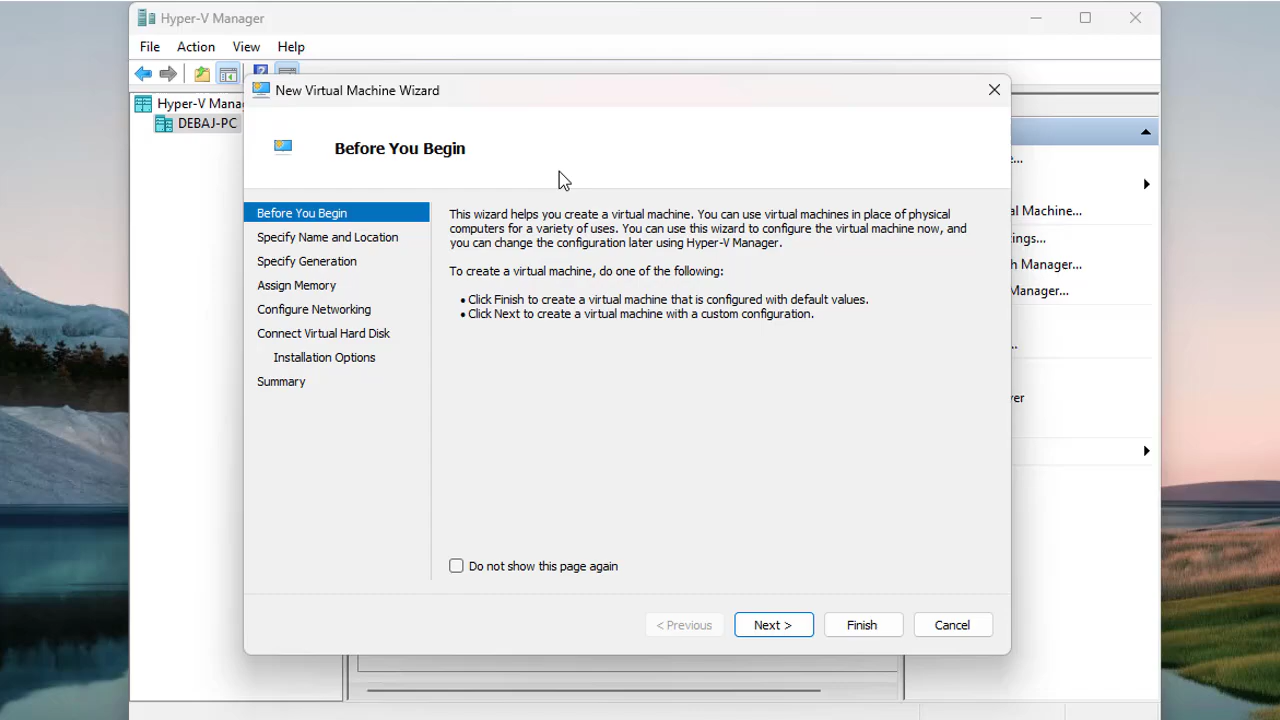 Hyper-V Manager
File Action View Help
New Virtual Machine Wizard
Hyper-V Mana
DEBAJ-PC
Before You Begin
Before You Begin
Specify Name and Location
Specify Generation
Assign Memory
Configure Networking
Connect Virtual Hard Disk
Installation Options
Summary
This wizard helps you create a virtual machine. You can use virtual machines in place of physical
computers for a variety of uses. You can use this wizard to configure the virtual machine now, and
you can change the configuration later using Hyper-V Manager.
To create a virtual machine, do one of the following:
• Click Finish to create a virtual machine that is configured with default values.
• Click Next to create a virtual machine with a custom configuration.
Do not show this page again
< Previous Next > Finish Cancel
e...
al Machine...
ings...
h Manager...
Manager...
..
ver